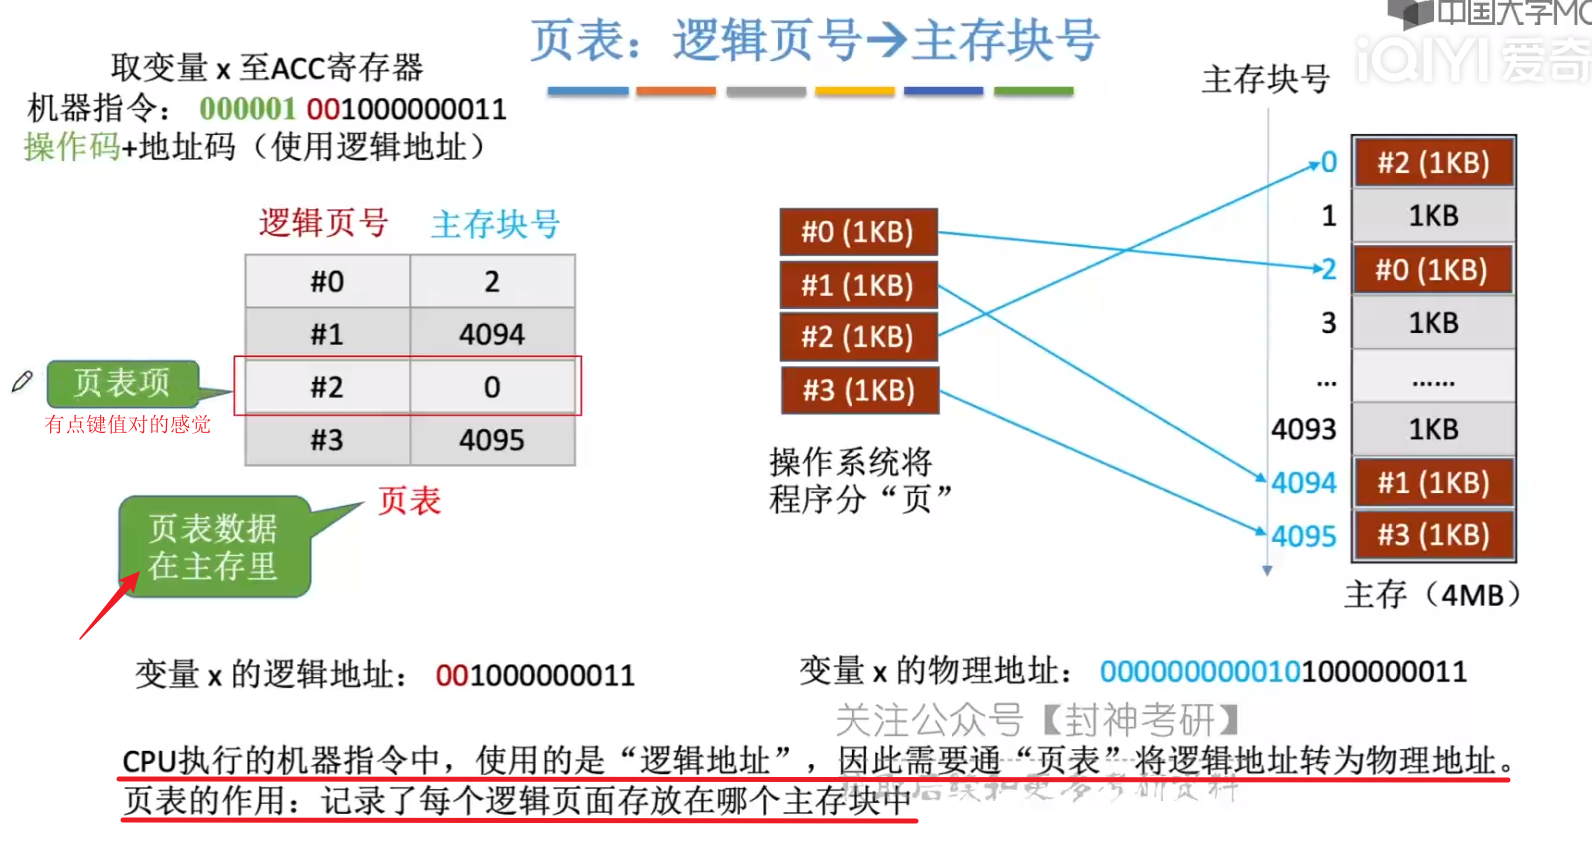 中国大学MO
iQIYI 爱奇
页表：逻辑页号→主存块号
取变量 x 至ACC寄存器
机器指令： 000001 001000000011
操作码+地址码（使用逻辑地址）
逻辑页号 主存块号
#0 2
#1 4094
#2 0
#3 4095
页表项
有点键值对的感觉
页表
页表数据
在主存里
#0 (1KB)
#1 (1KB)
#2 (1KB)
#3 (1KB)
操作系统将
程序分“页”
主存块号
0 #2 (1KB)
1 1KB
2 #0 (1KB)
3 1KB
... ......
4093 1KB
4094 #1 (1KB)
4095 #3 (1KB)
主存（4MB）
变量 x 的逻辑地址： 001000000011
变量 x 的物理地址： 0000000000101000000011
关注公众号【封神考研】
CPU执行的机器指令中，使用的是“逻辑地址”，因此需要通“页表”将逻辑地址转为物理地址。
页表的作用：记录了每个逻辑页面存放在哪个主存块中